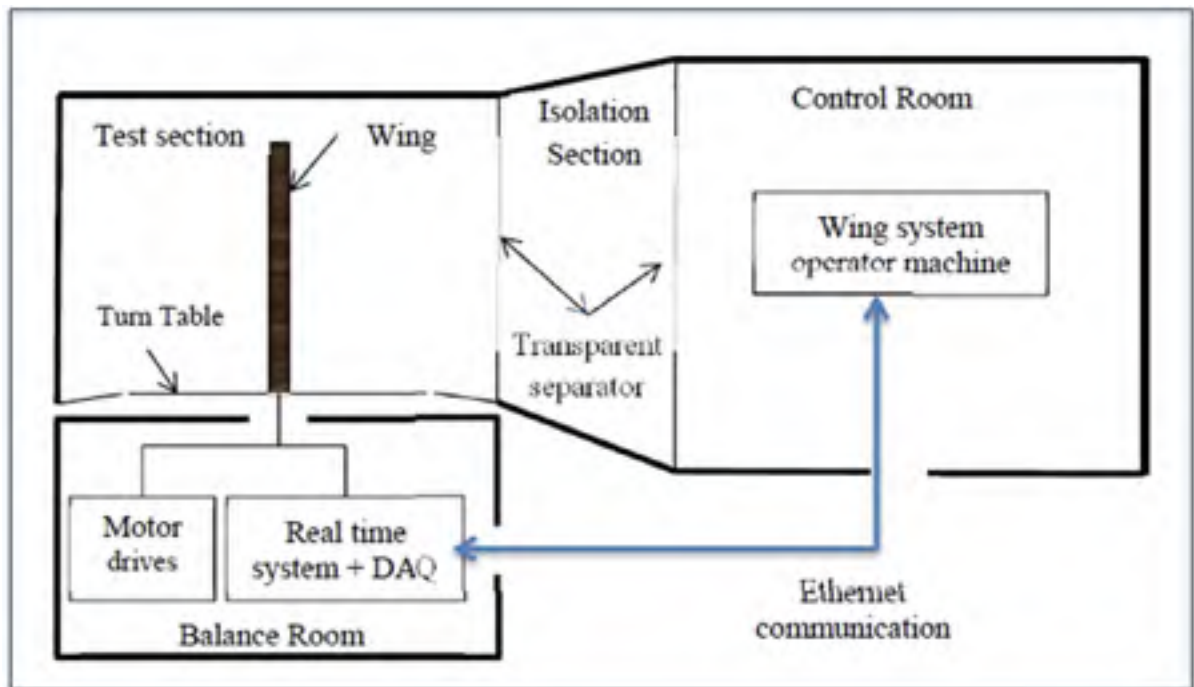 Test section
Wing
Isolation
Section
Control Room
Wing system
operator machine
Turn Table
Transparent
separator
Motor
drives
Real time
system + DAQ
Balance Room
Ethernet
communication